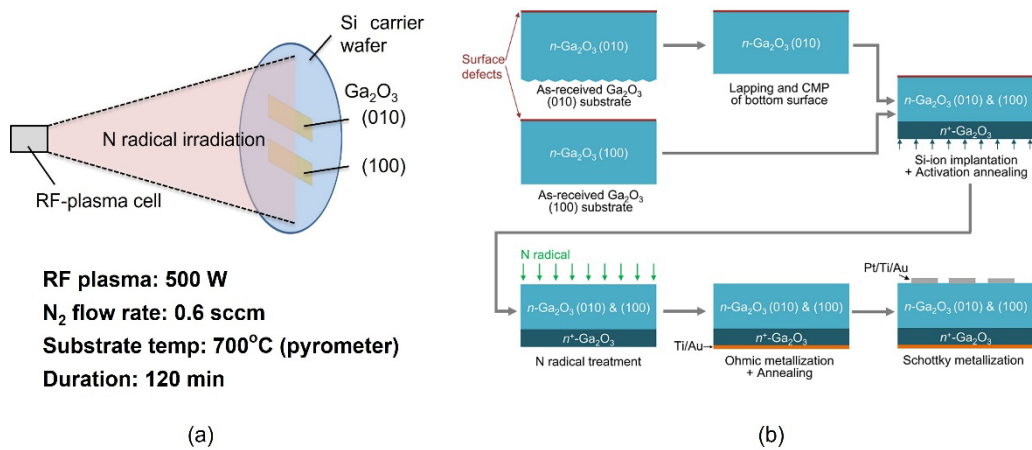 (a)
Si carrier
wafer
Ga₂O₃
(010)
N radical irradiation
(100)
RF-plasma cell
RF plasma: 500 W
N₂ flow rate: 0.6 sccm
Substrate temp: 700°C (pyrometer)
Duration: 120 min
(a)
(b)
Surface
defects
n-Ga₂O₃ (010)
As-received Ga₂O₃
(010) substrate
n-Ga₂O₃ (010)
Lapping and CMP
of bottom surface
n-Ga₂O₃ (100)
As-received Ga₂O₃
(100) substrate
n-Ga₂O₃ (010) & (100)
n⁺-Ga₂O₃
Si-ion implantation
+ Activation annealing
N radical
n-Ga₂O₃ (010) & (100)
n⁺-Ga₂O₃
N radical treatment
n-Ga₂O₃ (010) & (100)
n⁺-Ga₂O₃
Ti/Au
Ohmic metallization
+ Annealing
Pt/Ti/Au
n-Ga₂O₃ (010) & (100)
n⁺-Ga₂O₃
Schottky metallization
(b)